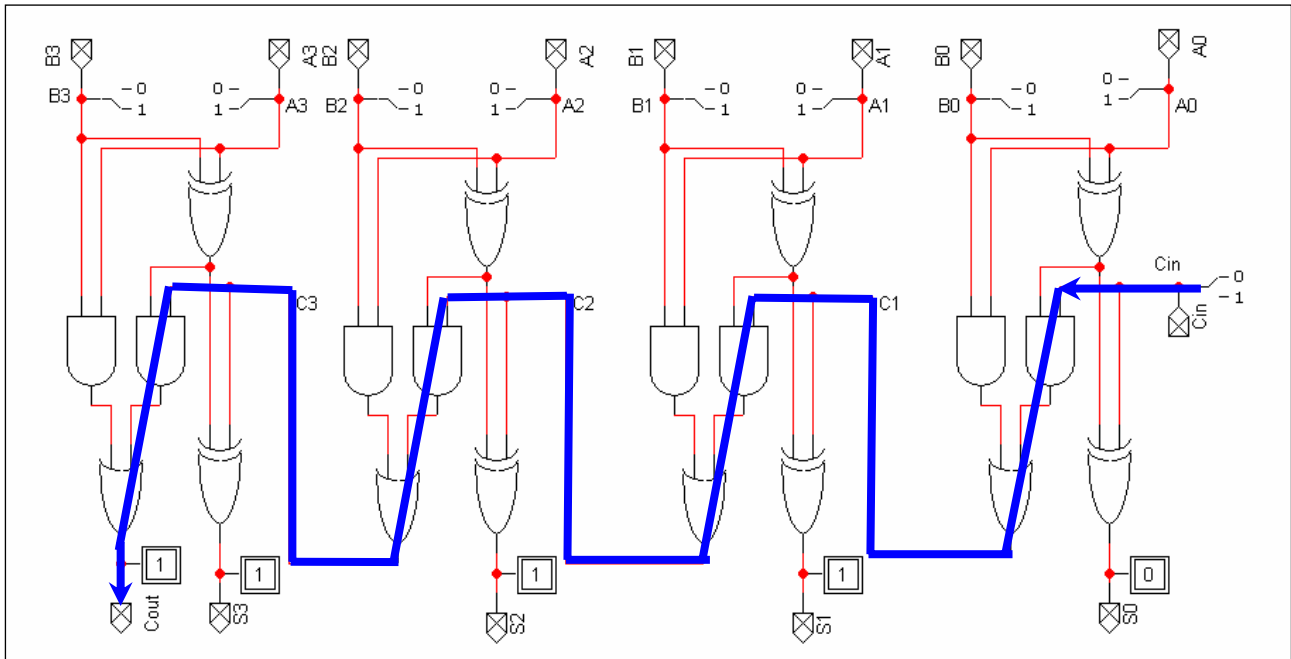 B3 A3 B2 A2 B1 A1 B0 A0
- 0 0 - - 0 0 - - 0 0 - - 0 0 -
B3 - 1 1 - A3 B2 - 1 1 - A2 B1 - 1 1 - A1 B0 - 1 1 - A0
Cin - 0
C3 C2 C1 - 1
Cin
1 1 1 1 0
Cout S3 S2 S1 S0